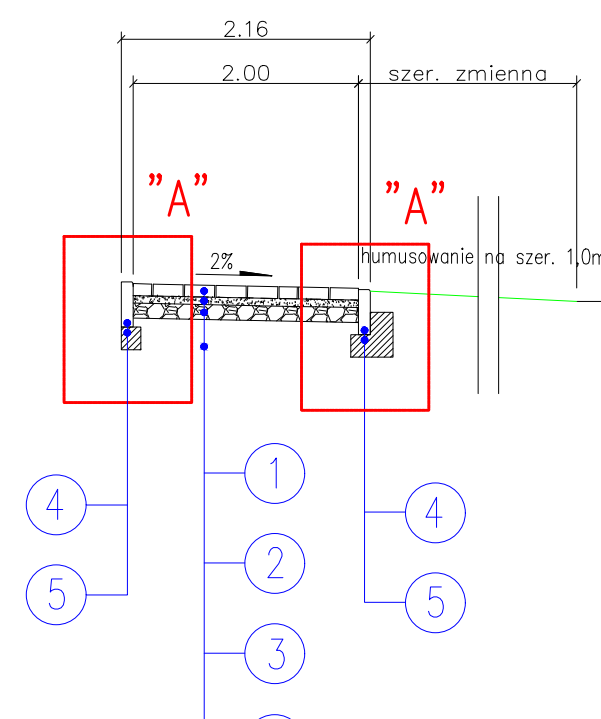 2.16
2.00
szer. zmienna
"A"
"A"
2%
humusowanie na szer. 1,0m
1
4
4
2
5
5
3